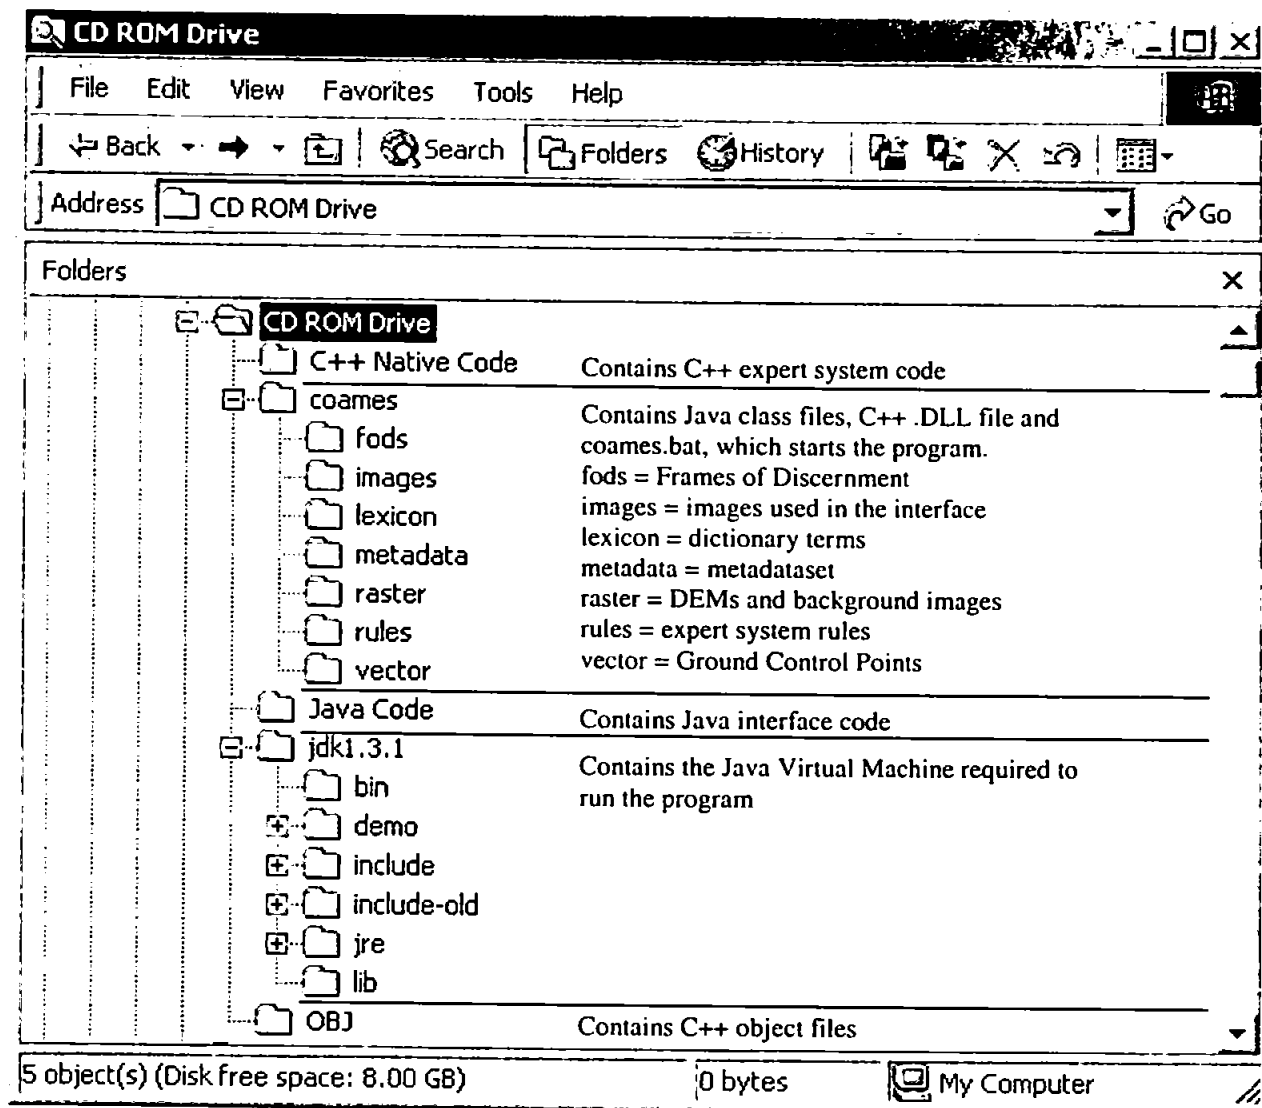 CD ROM Drive
File Edit View Favorites Tools Help
Back Search Folders History
Address CD ROM Drive Go
Folders
CD ROM Drive
C++ Native Code Contains C++ expert system code
coames Contains Java class files, C++ .DLL file and
fods coames.bat, which starts the program.
images fods = Frames of Discernment
lexicon images = images used in the interface
metadata lexicon = dictionary terms
raster metadata = metadataset
rules raster = DEMs and background images
vector rules = expert system rules
vector = Ground Control Points
Java Code Contains Java interface code
jdk1.3.1 Contains the Java Virtual Machine required to
bin run the program
demo
include
include-old
jre
lib
OBJ Contains C++ object files
5 object(s) (Disk free space: 8.00 GB) 0 bytes My Computer